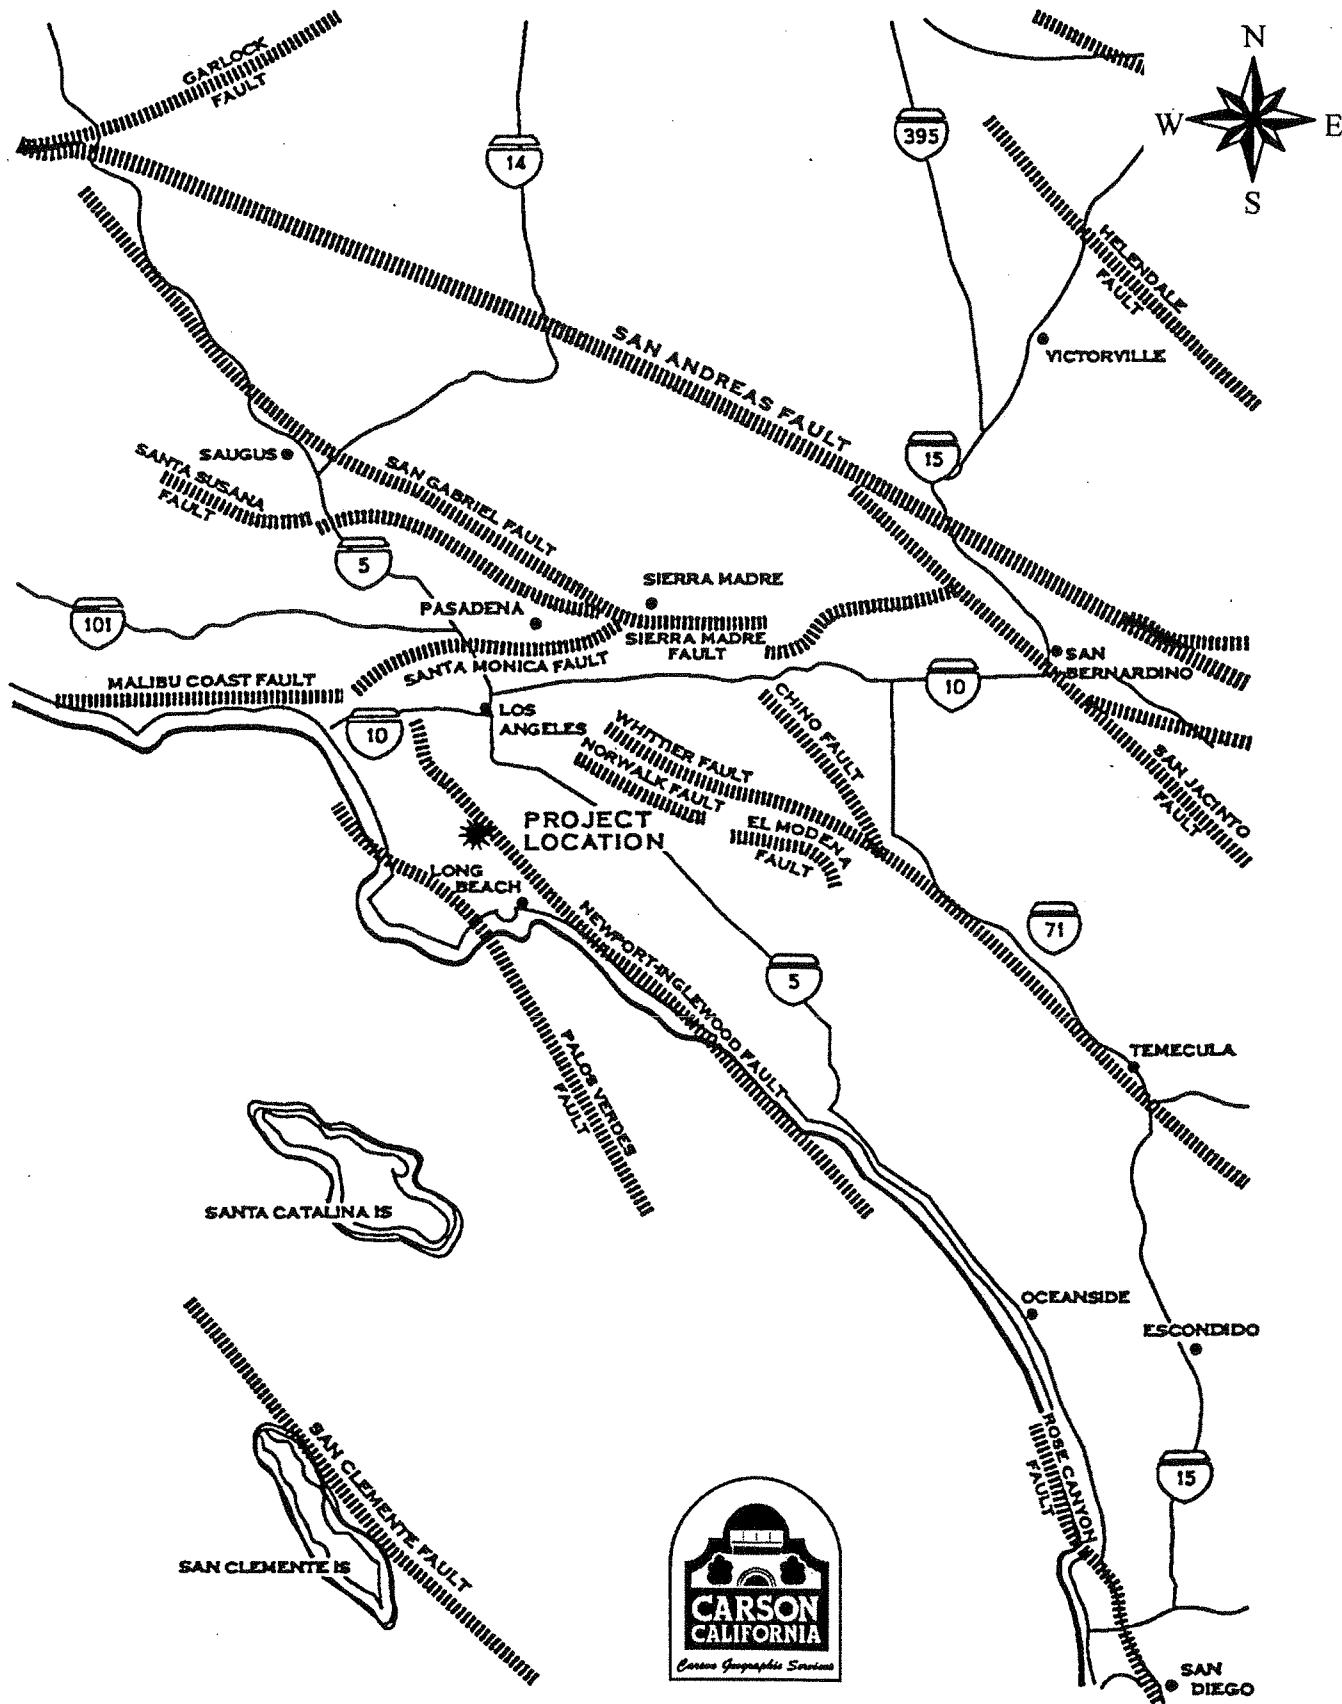 GARLOCK
FAULT
N
W
E
S
14
395
HELENDALE
FAULT
SAN ANDREAS FAULT
VICTORVILLE
15
SAUGUS
SANTA SUSANA
FAULT
SAN GABRIEL FAULT
5
SIERRA MADRE
PASADENA
101
SIERRA MADRE
FAULT
SANTA MONICA FAULT
SAN
BERNARDINO
10
MALIBU COAST FAULT
LOS
ANGELES
10
CHINO FAULT
WHITTIER FAULT
NORWALK FAULT
SAN JACINTO
FAULT
PROJECT
LOCATION
EL MODENA
FAULT
LONG
BEACH
71
NEWPORT-INGLEWOOD FAULT
5
PALOS VERDES
FAULT
TEMECULA
SANTA CATALINA IS
OCEANSIDE
ESCONDIDO
SAN CLEMENTE FAULT
ROSE CANYON
FAULT
15
SAN CLEMENTE IS
CARSON
CALIFORNIA
Carson Geographic Services
SAN
DIEGO